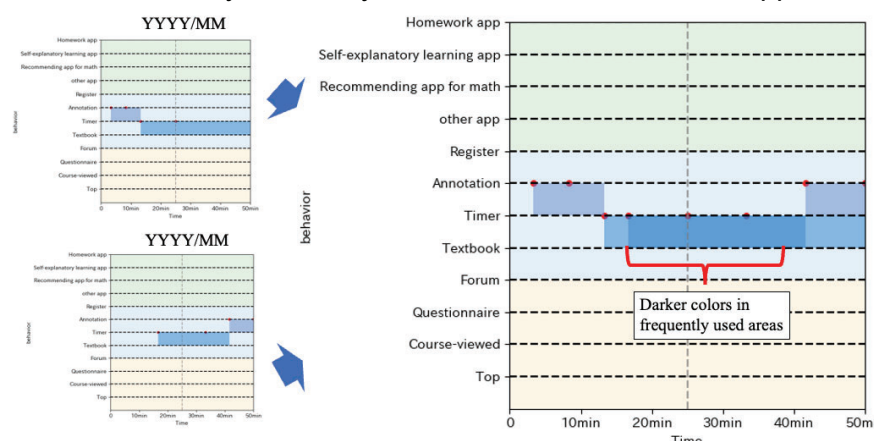 YYYY/MM
Homework app
Self-explanatory learning app
Recommending app for math
other app
Register
Annotation
Timer
Textbook
Forum
Questionnaire
Course-viewed
Top
behavior
0 10min 20min 30min 40min 50min
Time
YYYY/MM
Homework app
Self-explanatory learning app
Recommending app for math
other app
Register
Annotation
Timer
Textbook
Forum
Questionnaire
Course-viewed
Top
behavior
0 10min 20min 30min 40min 50min
Time
Homework app
Self-explanatory learning app
Recommending app for math
other app
Register
Annotation
Timer
Textbook
Forum
Questionnaire
Course-viewed
Top
behavior
Darker colors in
frequently used areas
0 10min 20min 30min 40min 50m
Time